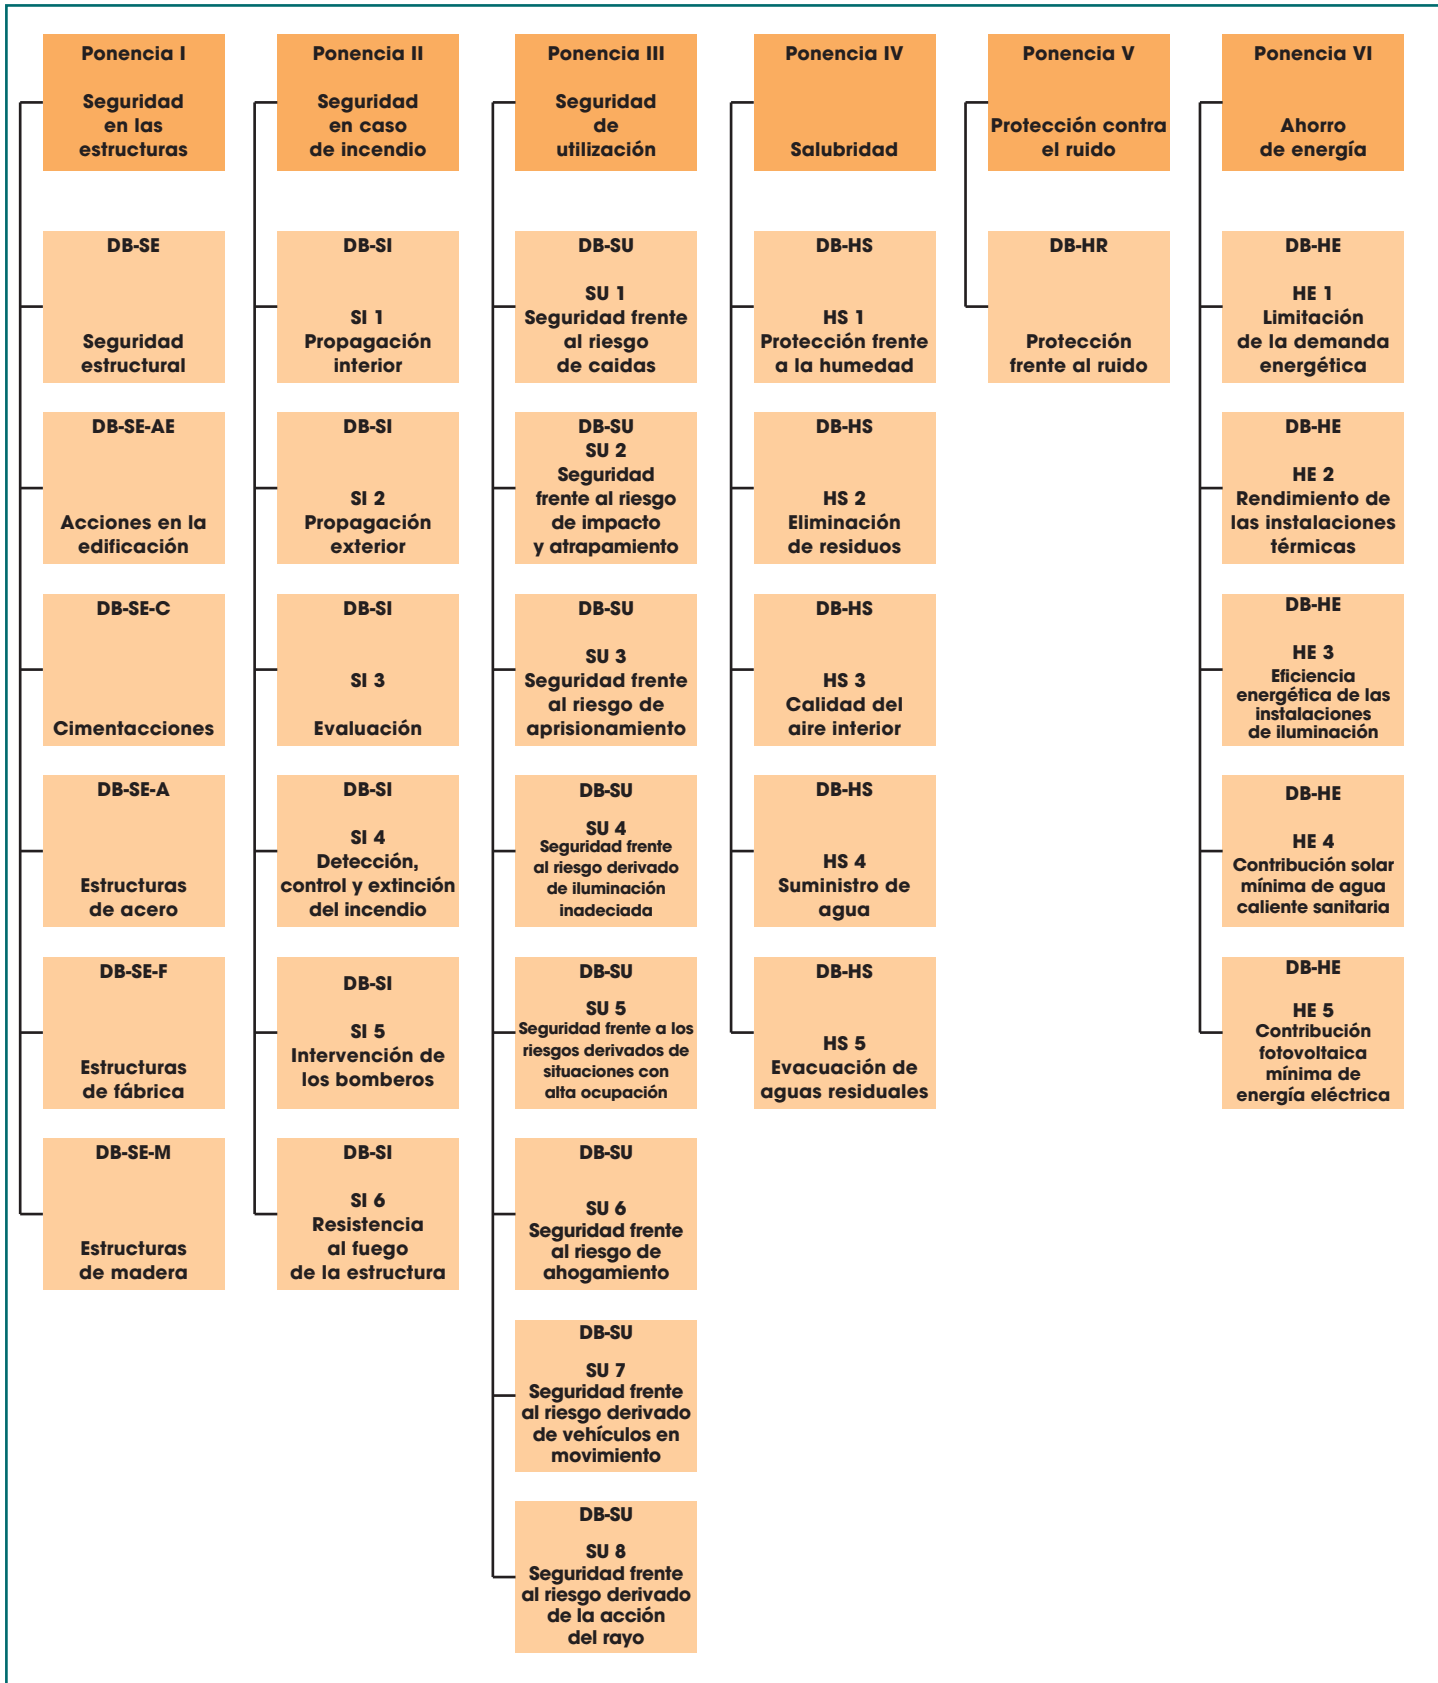 Ponencia I
Seguridad
en las
estructuras
DB-SE
Seguridad
estructural
DB-SE-AE
Acciones en la
edificación
DB-SE-C
Cimentacciones
DB-SE-A
Estructuras
de acero
DB-SE-F
Estructuras
de fábrica
DB-SE-M
Estructuras
de madera
Ponencia II
Seguridad
en caso
de incendio
DB-SI
SI 1
Propagación
interior
DB-SI
SI 2
Propagación
exterior
DB-SI
SI 3
Evaluación
DB-SI
SI 4
Detección,
control y extinción
del incendio
DB-SI
SI 5
Intervención de
los bomberos
DB-SI
SI 6
Resistencia
al fuego
de la estructura
Ponencia III
Seguridad
de
utilización
DB-SU
SU 1
Seguridad frente
al riesgo
de caidas
DB-SU
SU 2
Seguridad
frente al riesgo
de impacto
y atrapamiento
DB-SU
SU 3
Seguridad frente
al riesgo de
aprisionamiento
DB-SU
SU 4
Seguridad frente
al riesgo derivado
de iluminación
inadeciada
DB-SU
SU 5
Seguridad frente a los
riesgos derivados de
situaciones con
alta ocupación
DB-SU
SU 6
Seguridad frente
al riesgo de
ahogamiento
DB-SU
SU 7
Seguridad frente
al riesgo derivado
de vehículos en
movimiento
DB-SU
SU 8
Seguridad frente
al riesgo derivado
de la acción
del rayo
Ponencia IV
Salubridad
DB-HS
HS 1
Protección frente
a la humedad
DB-HS
HS 2
Eliminación
de residuos
DB-HS
HS 3
Calidad del
aire interior
DB-HS
HS 4
Suministro de
agua
DB-HS
HS 5
Evacuación de
aguas residuales
Ponencia V
Protección contra
el ruido
DB-HR
Protección
frente al ruido
Ponencia VI
Ahorro
de energía
DB-HE
HE 1
Limitación
de la demanda
energética
DB-HE
HE 2
Rendimiento de
las instalaciones
térmicas
DB-HE
HE 3
Eficiencia
energética de las
instalaciones
de iluminación
DB-HE
HE 4
Contribución solar
mínima de agua
caliente sanitaria
DB-HE
HE 5
Contribución
fotovoltaica
mínima de
energía eléctrica